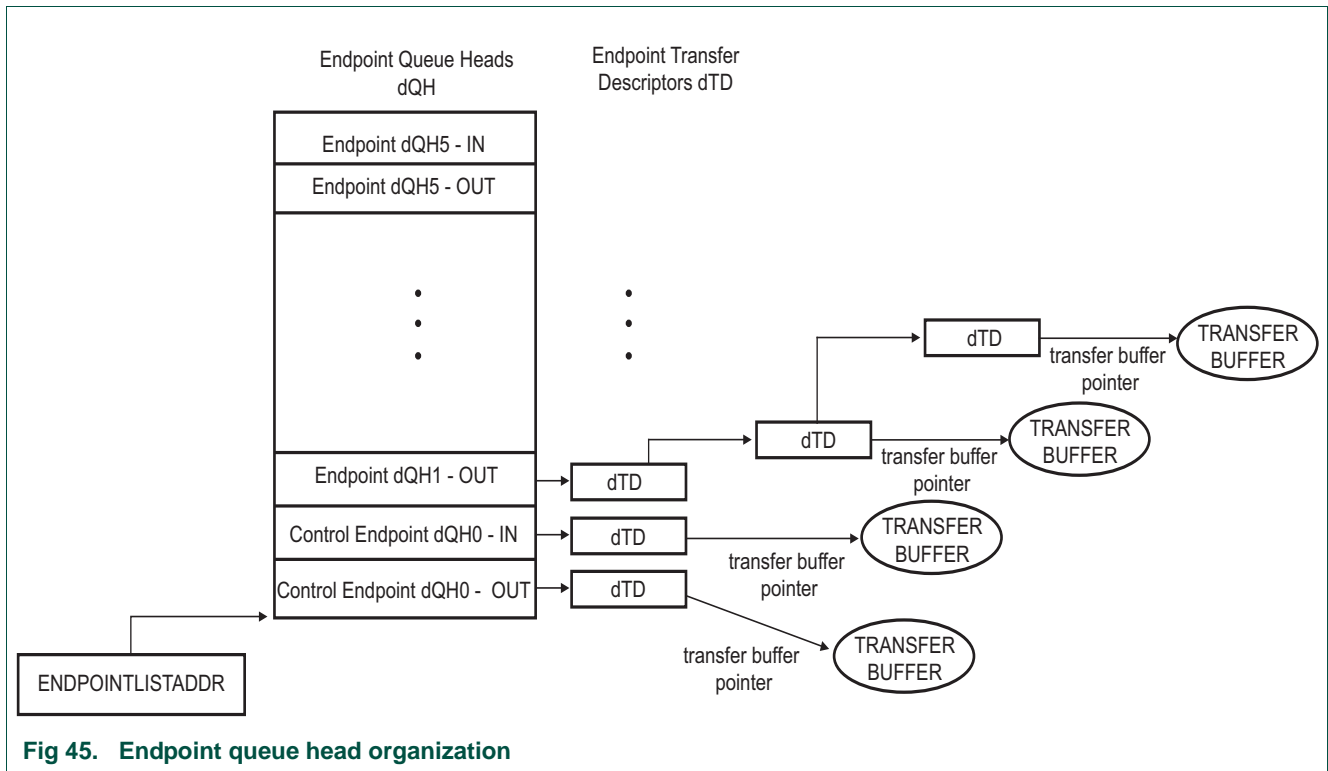 Endpoint Queue Heads
dQH
Endpoint Transfer
Descriptors dTD
Endpoint dQH5 - IN
Endpoint dQH5 - OUT
dTD
transfer buffer
pointer
TRANSFER
BUFFER
dTD
transfer buffer
pointer
TRANSFER
BUFFER
Endpoint dQH1 - OUT
dTD
Control Endpoint dQH0 - IN
dTD
transfer buffer
pointer
TRANSFER
BUFFER
Control Endpoint dQH0 - OUT
dTD
transfer buffer
pointer
TRANSFER
BUFFER
ENDPOINTLISTADDR
Fig 45. Endpoint queue head organization